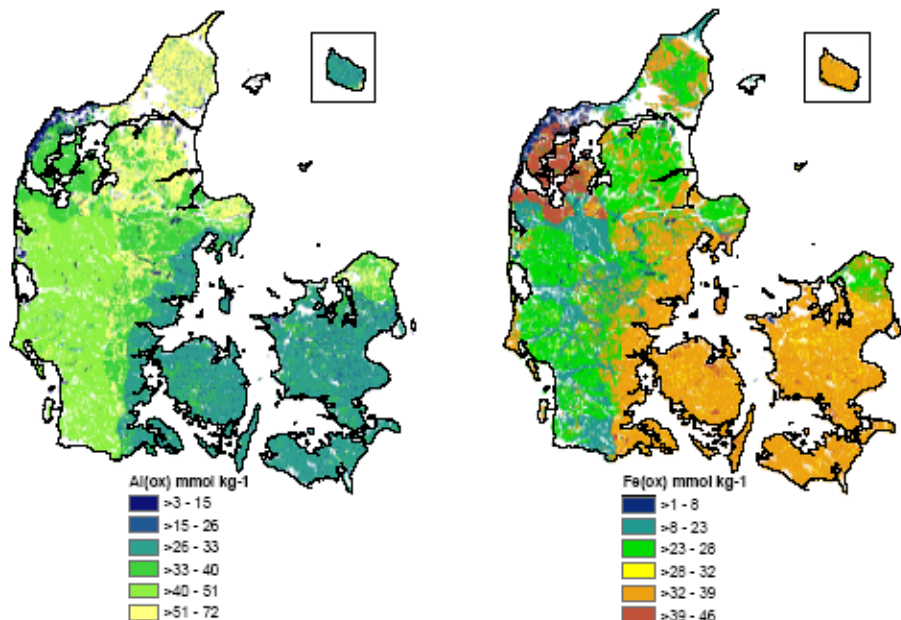 Al(ox) mmol kg-1
>3 - 15
>15 - 26
>26 - 33
>33 - 40
>40 - 51
>51 - 72
Fe(ox) mmol kg-1
>1 - 8
>8 - 23
>23 - 28
>28 - 32
>32 - 39
>39 - 46